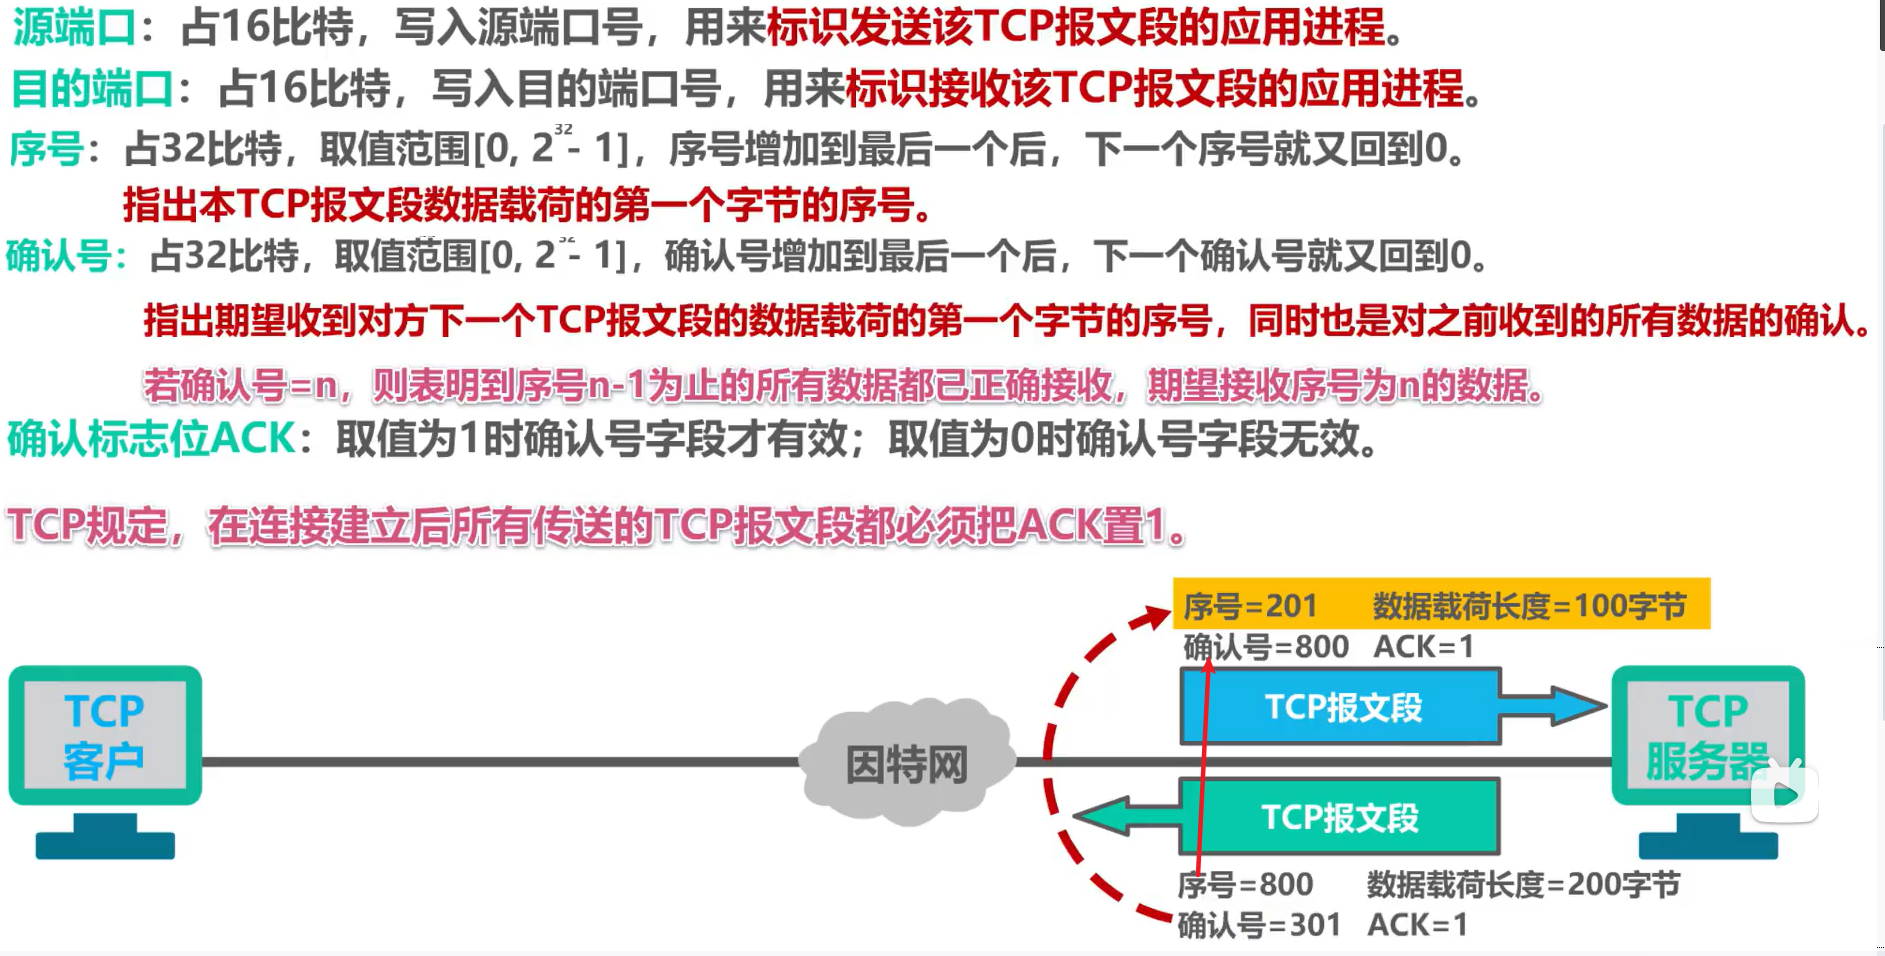 源端口：占16比特，写入源端口号，用来标识发送该TCP报文段的应用进程。
目的端口：占16比特，写入目的端口号，用来标识接收该TCP报文段的应用进程。
序号：占32比特，取值范围[0, 2³² - 1]，序号增加到最后一个后，下一个序号就又回到0。
指出本TCP报文段数据载荷的第一个字节的序号。
确认号：占32比特，取值范围[0, 2³² - 1]，确认号增加到最后一个后，下一个确认号就又回到0。
指出期望收到对方下一个TCP报文段的数据载荷的第一个字节的序号，同时也是对之前收到的所有数据的确认。
若确认号=n，则表明到序号n-1为止的所有数据都已正确接收，期望接收序号为n的数据。
确认标志位ACK：取值为1时确认号字段才有效；取值为0时确认号字段无效。
TCP规定，在连接建立后所有传送的TCP报文段都必须把ACK置1。
序号=201 数据载荷长度=100字节
确认号=800 ACK=1
TCP
客户
因特网
TCP报文段
TCP
服务器
TCP报文段
序号=800 数据载荷长度=200字节
确认号=301 ACK=1